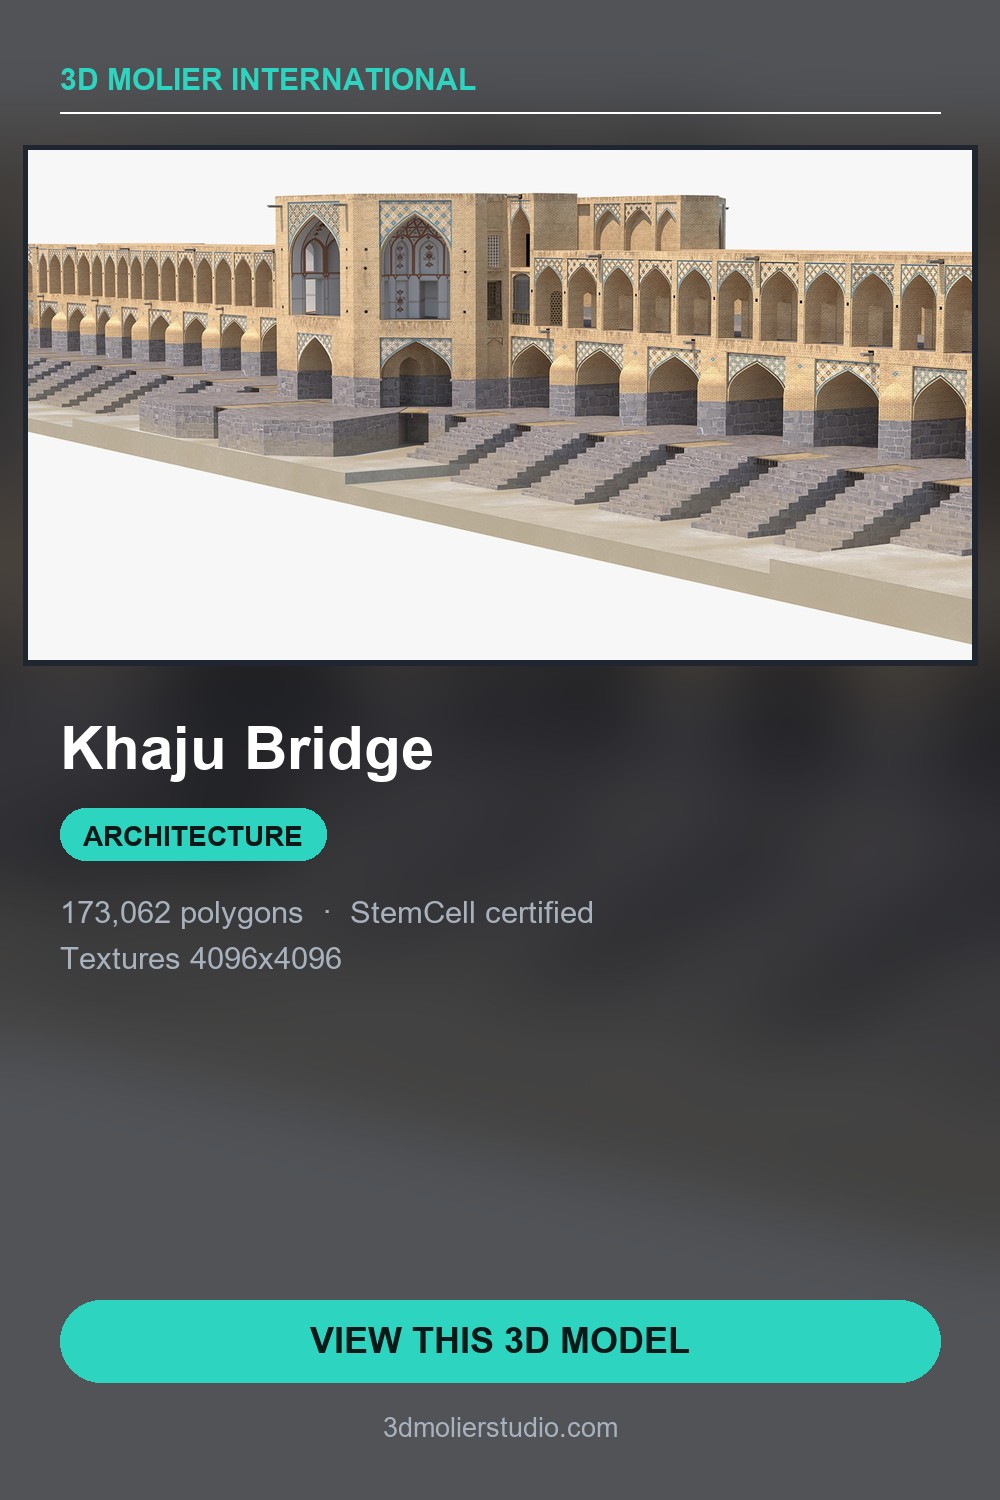 3D MOLIER INTERNATIONAL
Khaju Bridge
ARCHITECTURE
173,062 polygons · StemCell certified
Textures 4096x4096
VIEW THIS 3D MODEL
3dmolierstudio.com